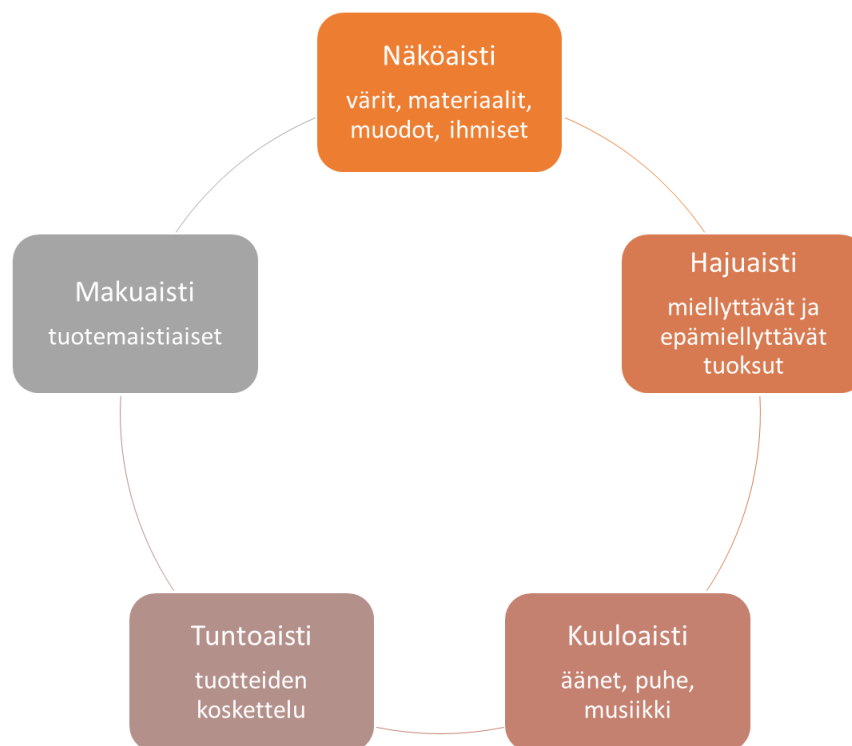 Näköaisti
värit, materiaalit,
muodot, ihmiset
Hajuaisti
miellyttävät ja
epämiellyttävät
tuoksut
Kuuloaisti
äänet, puhe,
musiikki
Tuntoaisti
tuotteiden
koskettelu
Makuaisti
tuotemaistiaiset